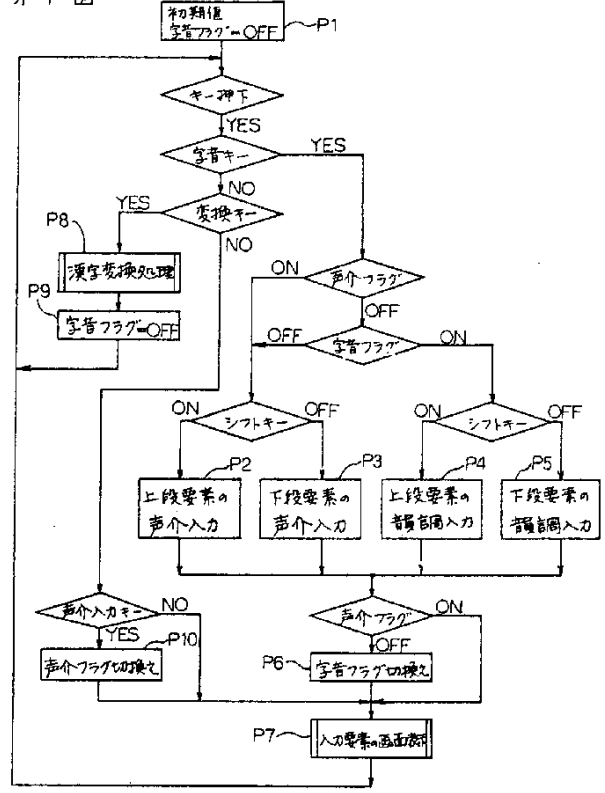 初期値
字音フラグ=OFF
P1
キー押下
YES
字音キー
YES
NO
変換キー
YES
NO
P8
漢字変換処理
P9
字音フラグ=OFF
声介フラグ
ON
OFF
字音フラグ
OFF
ON
シフトキー
ON
OFF
シフトキー
ON
OFF
P2
上段要素の
声介入力
P3
下段要素の
声介入力
P4
上段要素の
韻調入力
P5
下段要素の
韻調入力
声介入力キー
NO
YES
P10
声介フラグ切換え
声介フラグ
ON
OFF
P6
字音フラグ切換え
P7
入力要素の画面表示